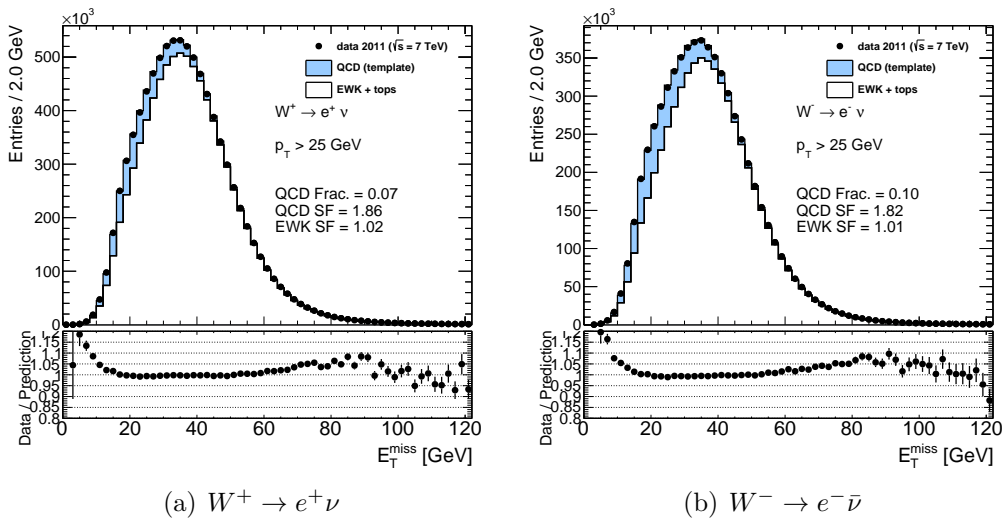 ×10³
Entries / 2.0 GeV
500
400
300
200
100
0
data 2011 (√s = 7 TeV)
QCD (template)
EWK + tops
W⁺ → e⁺ ν
p_T > 25 GeV
QCD Frac. = 0.07
QCD SF = 1.86
EWK SF = 1.02
Data / Prediction
1.2
1.15
1.1
1.05
1
0.95
0.9
0.85
0.8
0 20 40 60 80 100 120
E_T^miss [GeV]
(a) W⁺ → e⁺ν
×10³
Entries / 2.0 GeV
350
300
250
200
150
100
50
0
data 2011 (√s = 7 TeV)
QCD (template)
EWK + tops
W⁻ → e⁻ ν
p_T > 25 GeV
QCD Frac. = 0.10
QCD SF = 1.82
EWK SF = 1.01
Data / Prediction
1.2
1.15
1.1
1.05
1
0.95
0.9
0.85
0.8
0 20 40 60 80 100 120
E_T^miss [GeV]
(b) W⁻ → e⁻ν̄